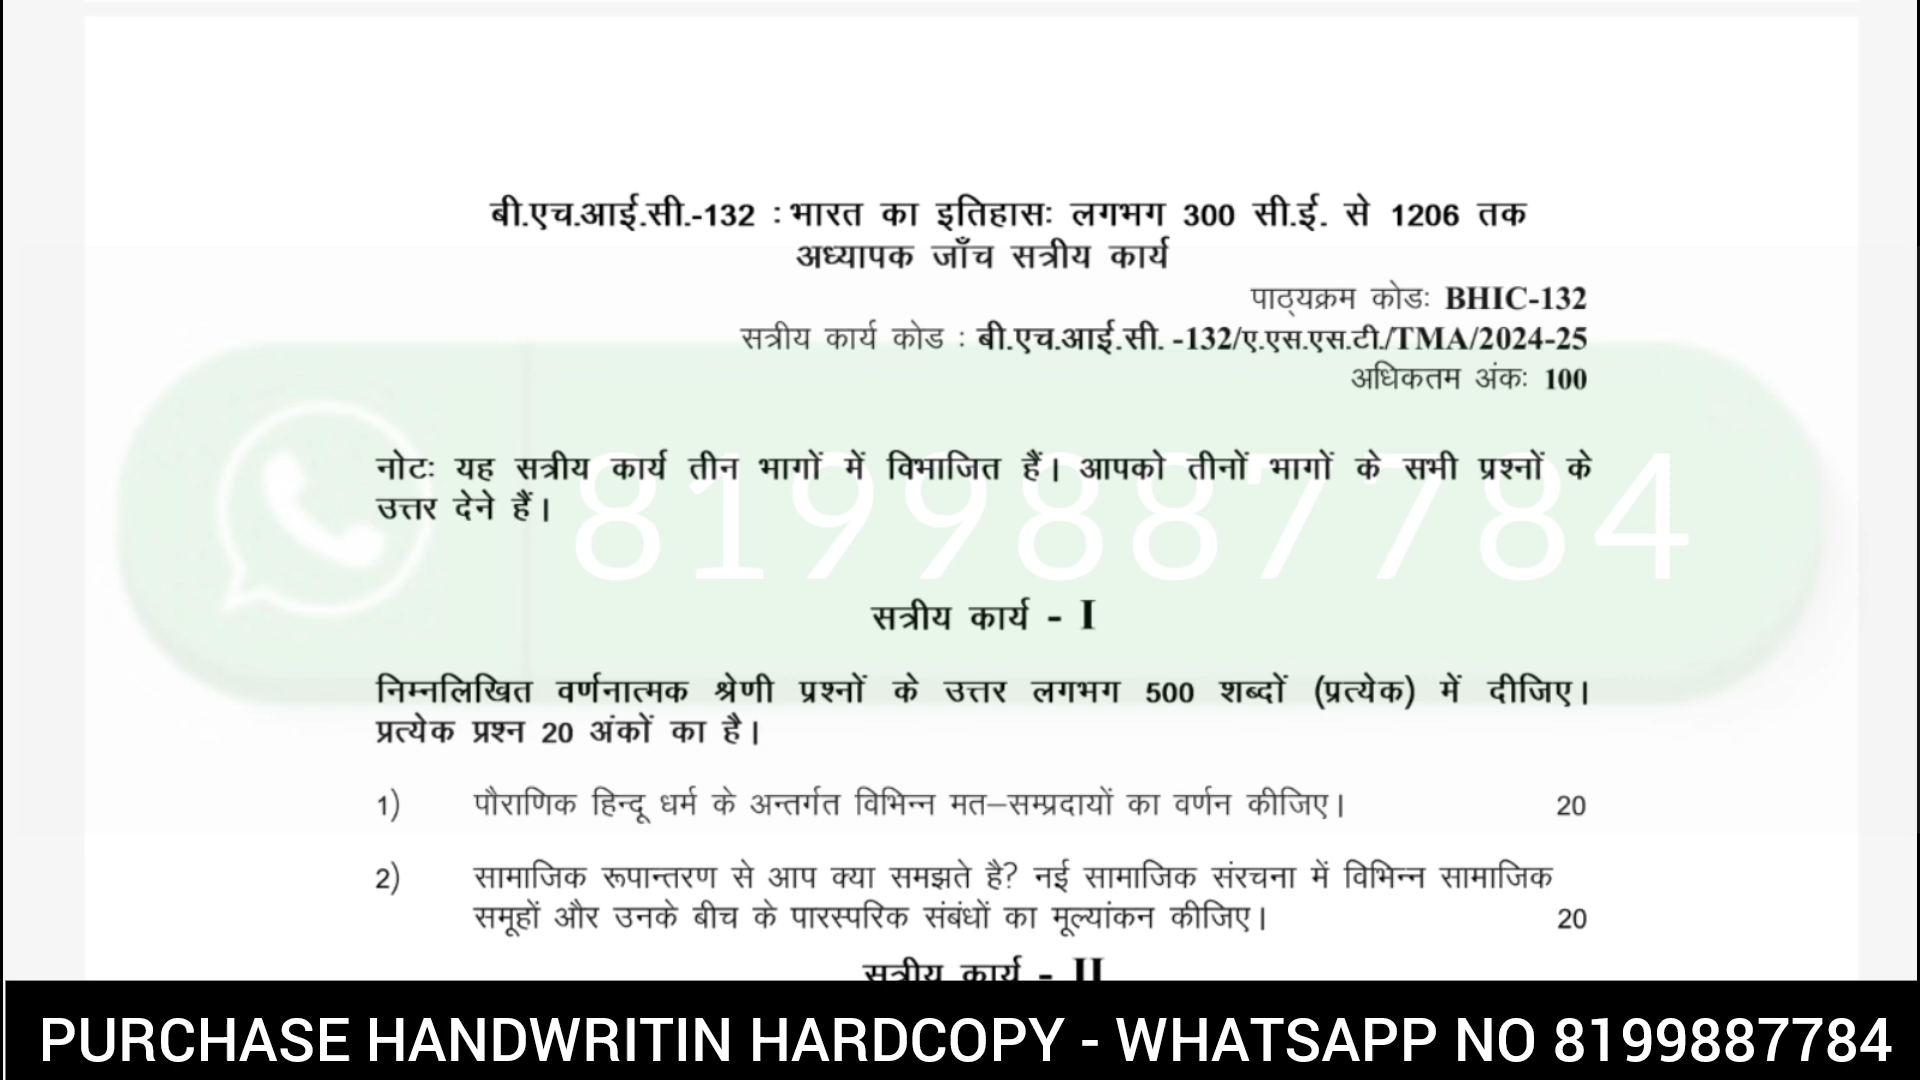 बी.एच.आई.सी.-132 : भारत का इतिहासः लगभग 300 सी.ई. से 1206 तक
अध्यापक जाँच सत्रीय कार्य
पाठ्यक्रम कोडः BHIC-132
सत्रीय कार्य कोड : बी.एच.आई.सी. -132/ए.एस.एस.टी./TMA/2024-25
अधिकतम अंकः 100
नोटः यह सत्रीय कार्य तीन भागों में विभाजित हैं। आपको तीनों भागों के सभी प्रश्नों के
उत्तर देने हैं।
8199887784
सत्रीय कार्य - I
निम्नलिखित वर्णनात्मक श्रेणी प्रश्नों के उत्तर लगभग 500 शब्दों (प्रत्येक) में दीजिए।
प्रत्येक प्रश्न 20 अंकों का है।
1) पौराणिक हिन्दू धर्म के अन्तर्गत विभिन्न मत–सम्प्रदायों का वर्णन कीजिए। 20
2) सामाजिक रूपान्तरण से आप क्या समझते है? नई सामाजिक संरचना में विभिन्न सामाजिक
समूहों और उनके बीच के पारस्परिक संबंधों का मूल्यांकन कीजिए। 20
सत्रीय कार्य - II
PURCHASE HANDWRITIN HARDCOPY - WHATSAPP NO 8199887784